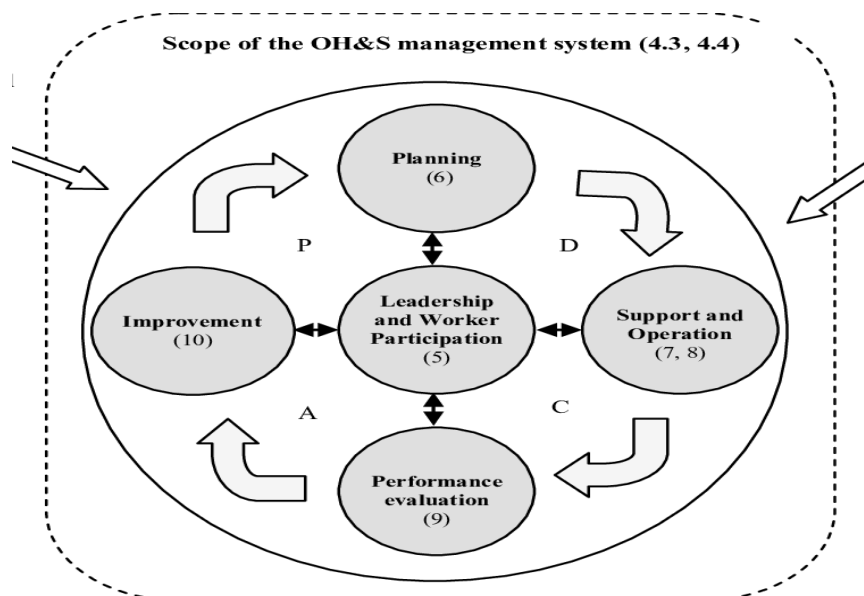 Scope of the OH&S management system (4.3, 4.4)
Planning
(6)
P
D
Improvement
(10)
Leadership
and Worker
Participation
(5)
Support and
Operation
(7, 8)
A
C
Performance
evaluation
(9)